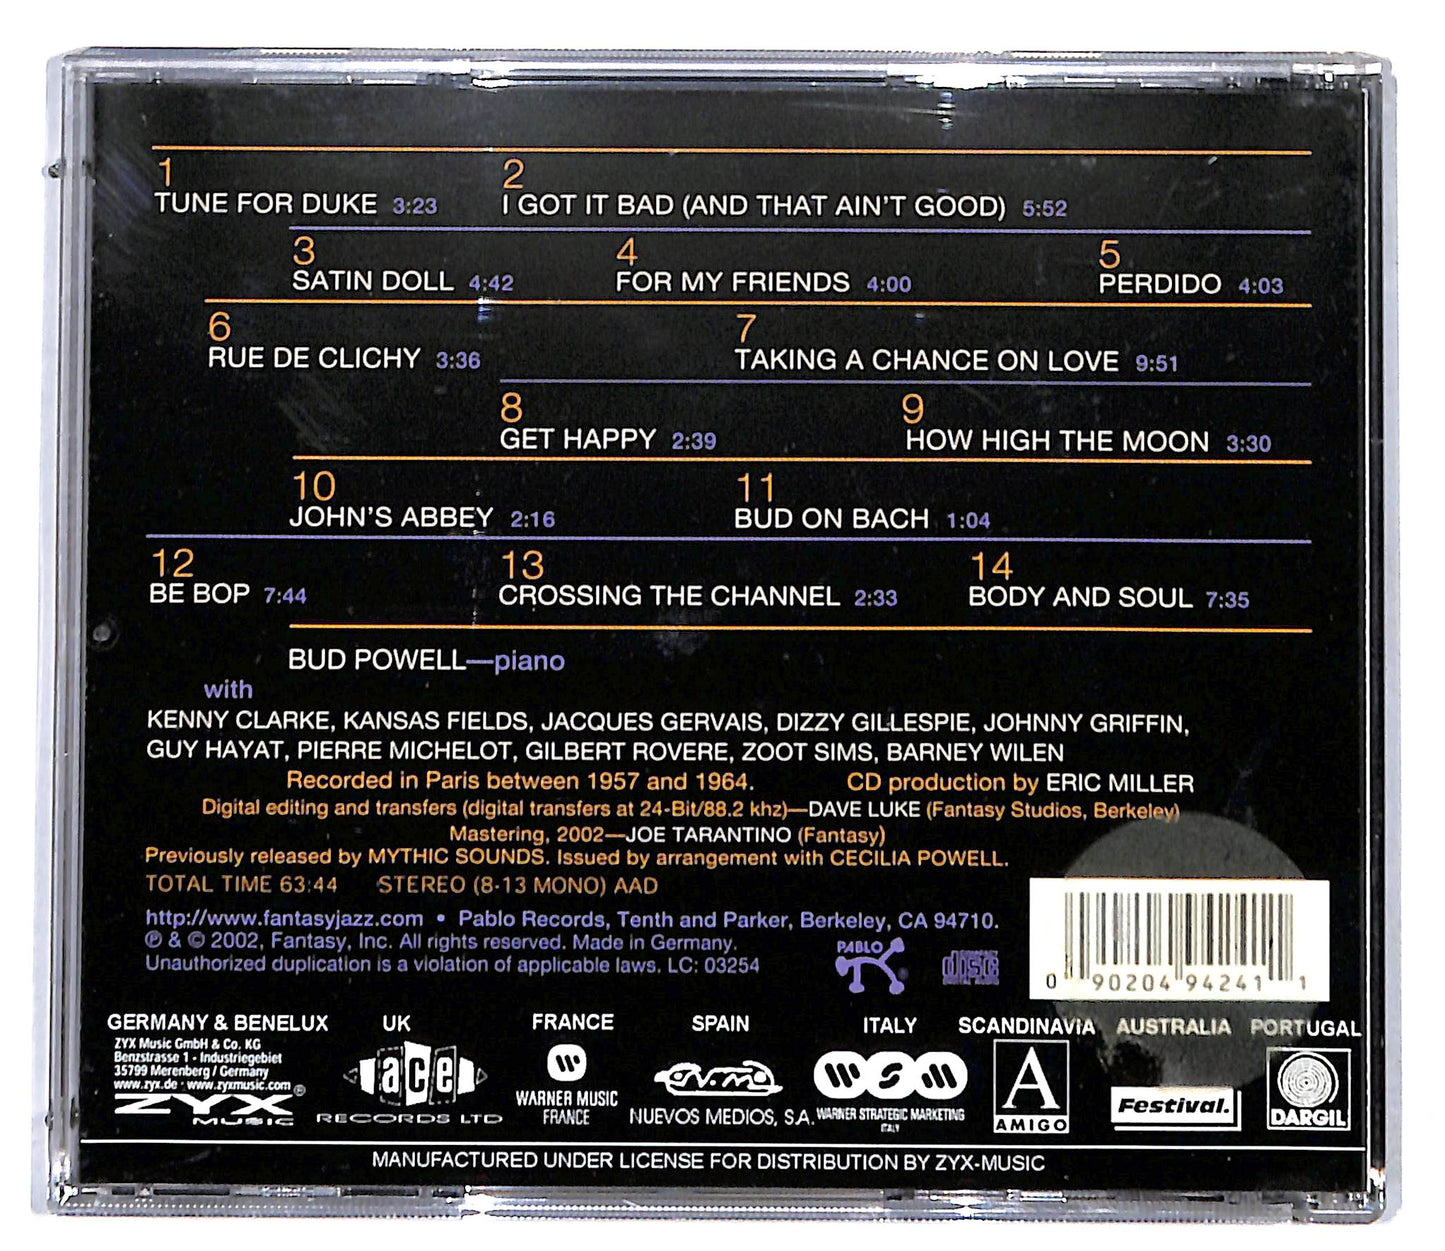 1 2
TUNE FOR DUKE 3:23 I GOT IT BAD (AND THAT AIN'T GOOD) 5:52
3 4 5
SATIN DOLL 4:42 FOR MY FRIENDS 4:00 PERDIDO 4:03
6 7
RUE DE CLICHY 3:36 TAKING A CHANCE ON LOVE 9:51
8 9
GET HAPPY 2:39 HOW HIGH THE MOON 3:30
10 11
JOHN'S ABBEY 2:16 BUD ON BACH 1:04
12 13 14
BE BOP 7:44 CROSSING THE CHANNEL 2:33 BODY AND SOUL 7:35
BUD POWELL—piano
with
KENNY CLARKE, KANSAS FIELDS, JACQUES GERVAIS, DIZZY GILLESPIE, JOHNNY GRIFFIN,
GUY HAYAT, PIERRE MICHELOT, GILBERT ROVERE, ZOOT SIMS, BARNEY WILEN
Recorded in Paris between 1957 and 1964. CD production by ERIC MILLER
Digital editing and transfers (digital transfers at 24-Bit/88.2 khz)—DAVE LUKE (Fantasy Studios, Berkeley)
Mastering, 2002—JOE TARANTINO (Fantasy)
Previously released by MYTHIC SOUNDS. Issued by arrangement with CECILIA POWELL.
TOTAL TIME 63:44 STEREO (8-13 MONO) AAD
http://www.fantasyjazz.com • Pablo Records, Tenth and Parker, Berkeley, CA 94710.
℗ & © 2002, Fantasy, Inc. All rights reserved. Made in Germany.
Unauthorized duplication is a violation of applicable laws. LC: 03254
PABLO ®
COMPACT disc DIGITAL AUDIO
0 90204 94241 1
GERMANY & BENELUX UK FRANCE SPAIN ITALY SCANDINAVIA AUSTRALIA PORTUGAL
ZYX Music GmbH & Co. KG
Benzstrasse 1 - Industriegebiet
35799 Merenberg / Germany
www.zyx.de · www.zyxmusic.com
ZYX ®
MUSIC
ace
RECORDS LTD
WARNER MUSIC
FRANCE
NUEVOS MEDIOS, S.A.
WARNER STRATEGIC MARKETING
ITALY
A
AMIGO
Festival.
DARGIL
MANUFACTURED UNDER LICENSE FOR DISTRIBUTION BY ZYX-MUSIC